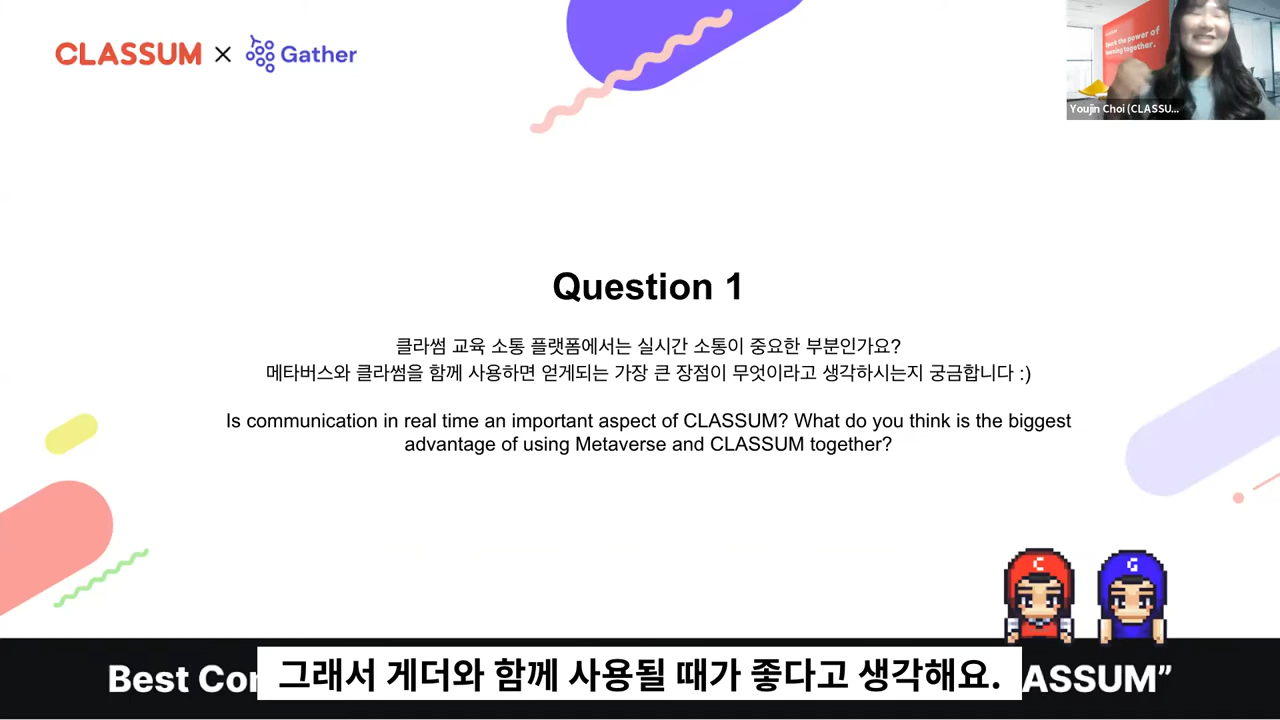 CLASSUM × Gather
Spark the power of
learning together.
Youjin Choi (CLASSU...
Question 1
클라썸 교육 소통 플랫폼에서는 실시간 소통이 중요한 부분인가요?
메타버스와 클라썸을 함께 사용하면 얻게되는 가장 큰 장점이 무엇이라고 생각하시는지 궁금합니다 :)
Is communication in real time an important aspect of CLASSUM? What do you think is the biggest
advantage of using Metaverse and CLASSUM together?
C G
Best
ASSUM”
그래서 게더와 함께 사용될 때가 좋다고 생각해요.